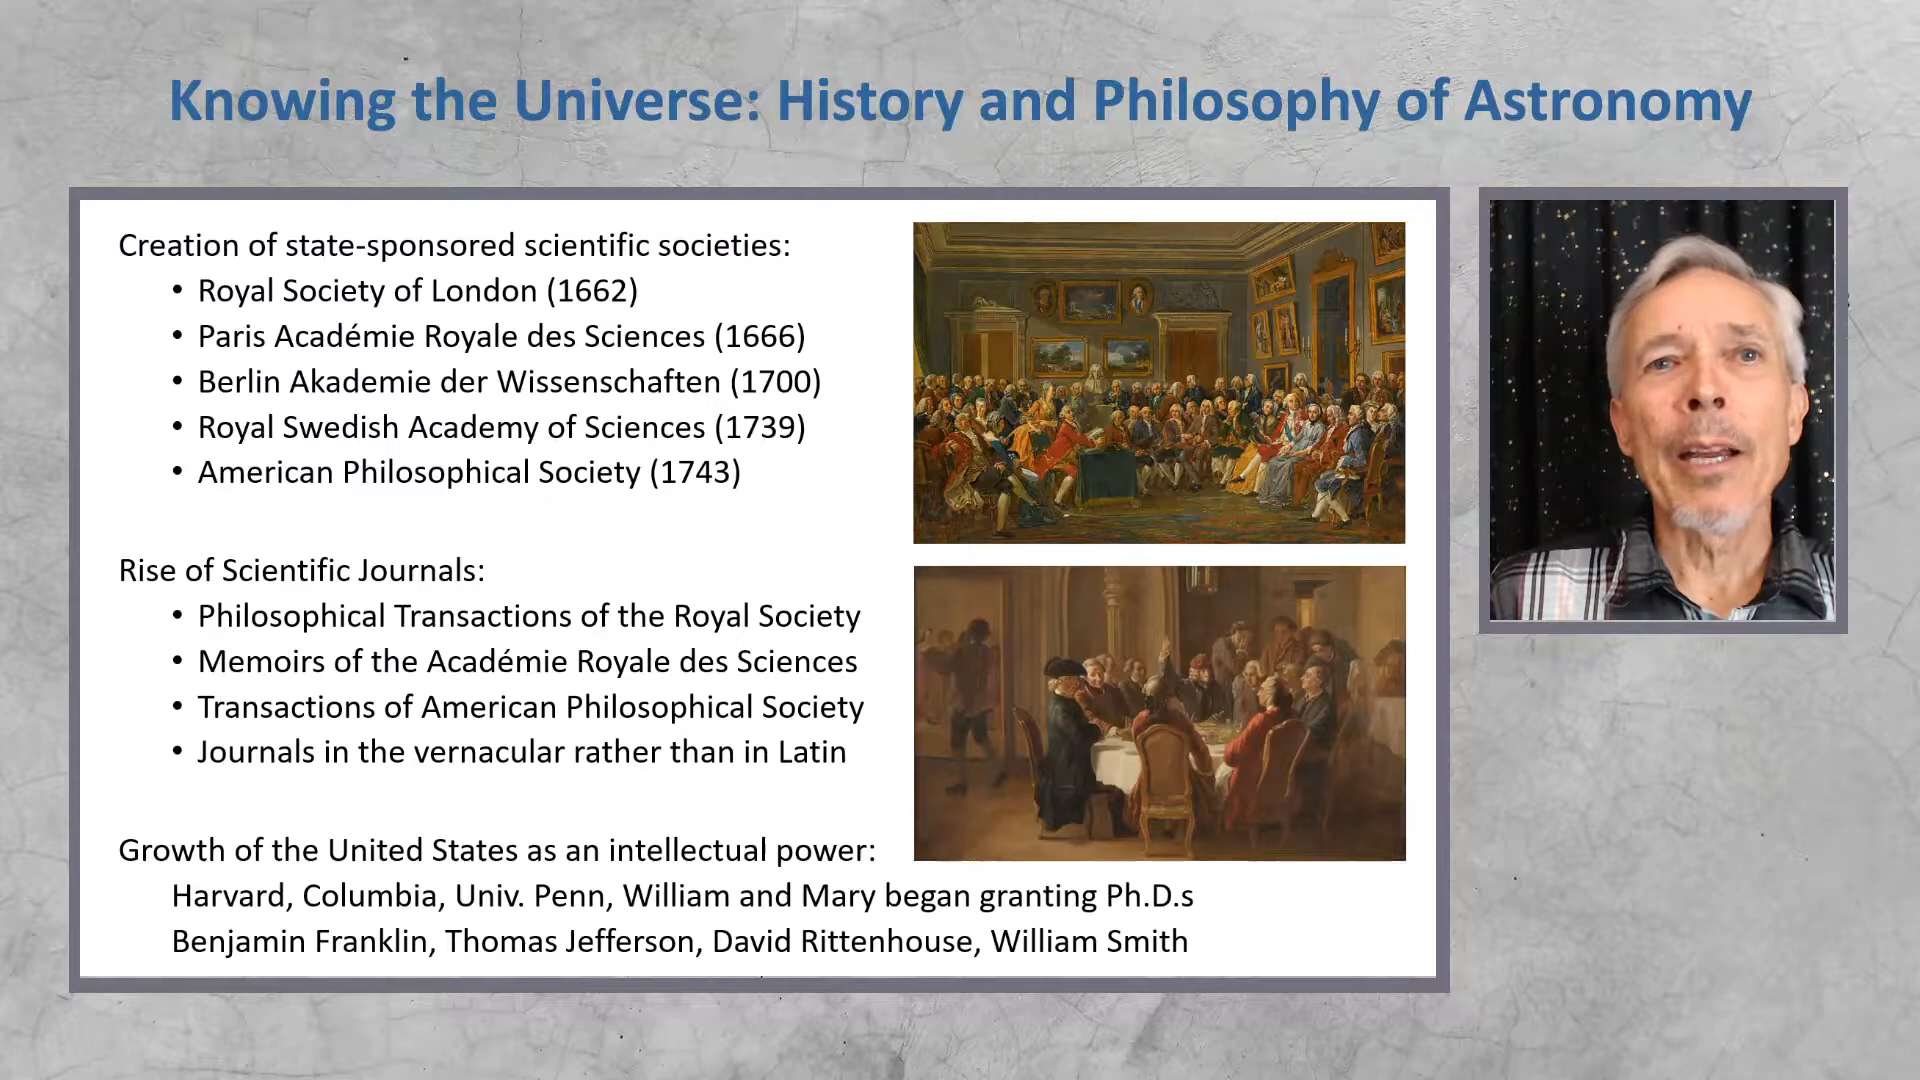 Knowing the Universe: History and Philosophy of Astronomy
Creation of state-sponsored scientific societies:
• Royal Society of London (1662)
• Paris Académie Royale des Sciences (1666)
• Berlin Akademie der Wissenschaften (1700)
• Royal Swedish Academy of Sciences (1739)
• American Philosophical Society (1743)
Rise of Scientific Journals:
• Philosophical Transactions of the Royal Society
• Memoirs of the Académie Royale des Sciences
• Transactions of American Philosophical Society
• Journals in the vernacular rather than in Latin
Growth of the United States as an intellectual power:
Harvard, Columbia, Univ. Penn, William and Mary began granting Ph.D.s
Benjamin Franklin, Thomas Jefferson, David Rittenhouse, William Smith